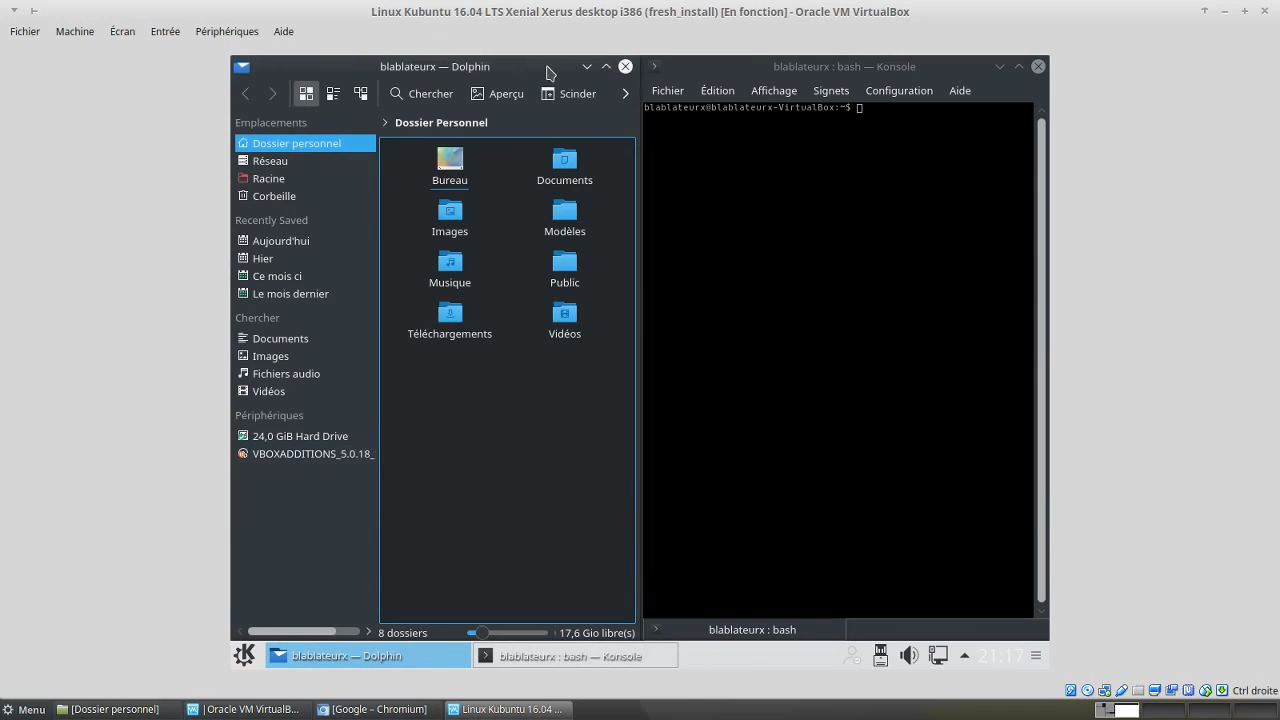 Linux Kubuntu 16.04 LTS Xenial Xerus desktop i386 (fresh_install) [En fonction] - Oracle VM VirtualBox
Fichier Machine Écran Entrée Périphériques Aide
blablateurx — Dolphin
Chercher Aperçu Scinder
Emplacements
Dossier personnel
Réseau
Racine
Corbeille
Recently Saved
Aujourd'hui
Hier
Ce mois ci
Le mois dernier
Chercher
Documents
Images
Fichiers audio
Vidéos
Périphériques
24,0 GiB Hard Drive
VBOXADDITIONS_5.0.18_
Dossier Personnel
Bureau Documents
Images Modèles
Musique Public
Téléchargements Vidéos
8 dossiers 17,6 Gio libre(s)
blablateurx : bash — Konsole
Fichier Édition Affichage Signets Configuration Aide
blablateurx@blablateurx-VirtualBox:~$
blablateurx : bash
blablateurx — Dolphin blablateurx : bash — Konsole 21:17
Ctrl droite
Menu [Dossier personnel] [Oracle VM VirtualB... [Google – Chromium] Linux Kubuntu 16.04 ...